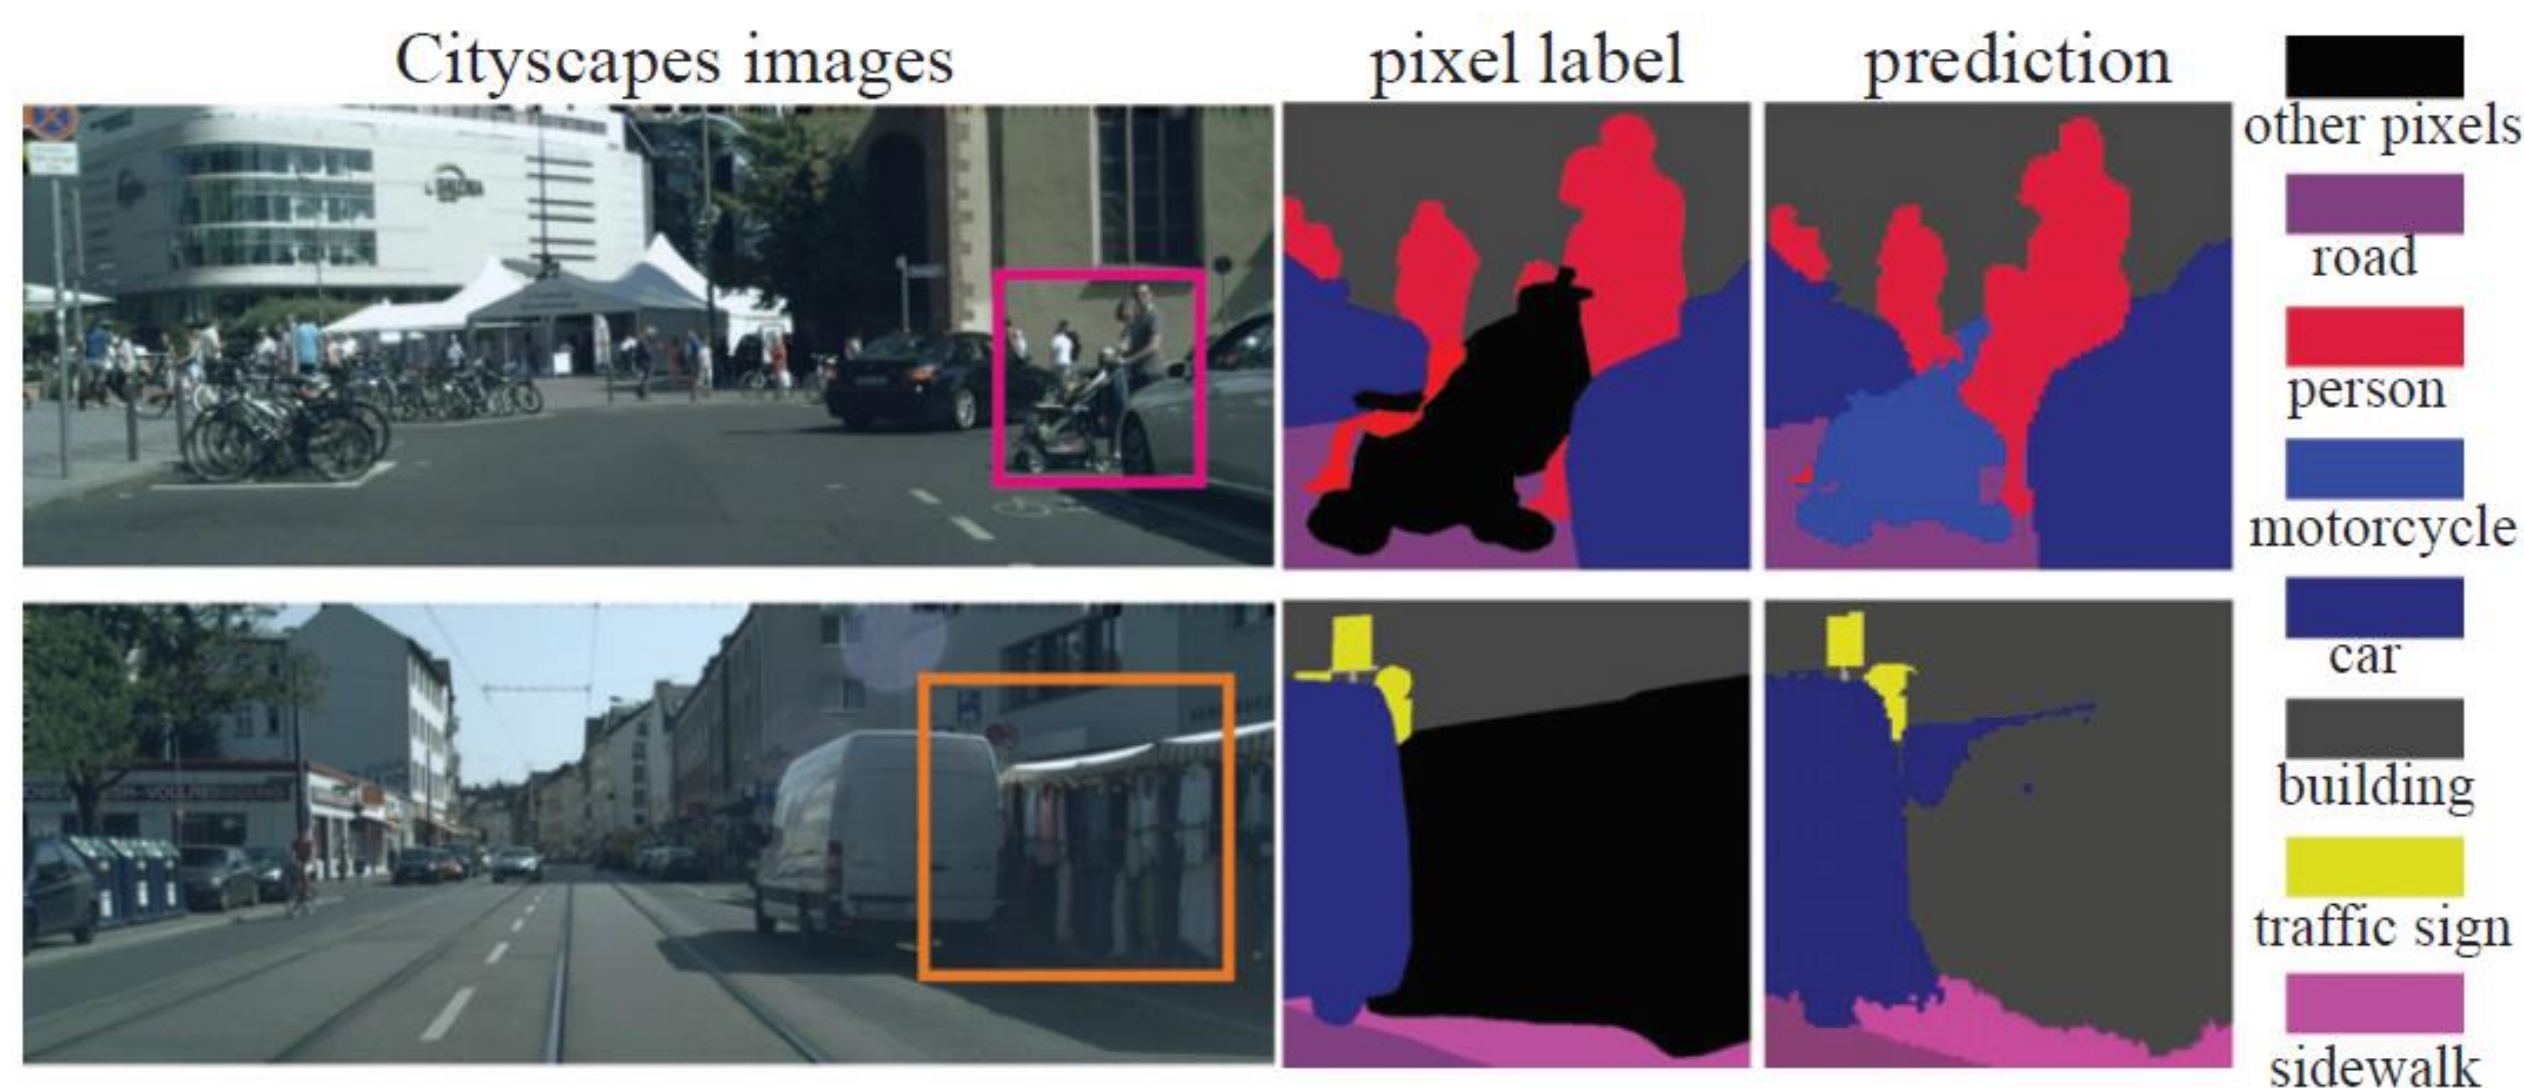 Cityscapes images
pixel label
prediction
other pixels
road
person
motorcycle
car
building
traffic sign
sidewalk